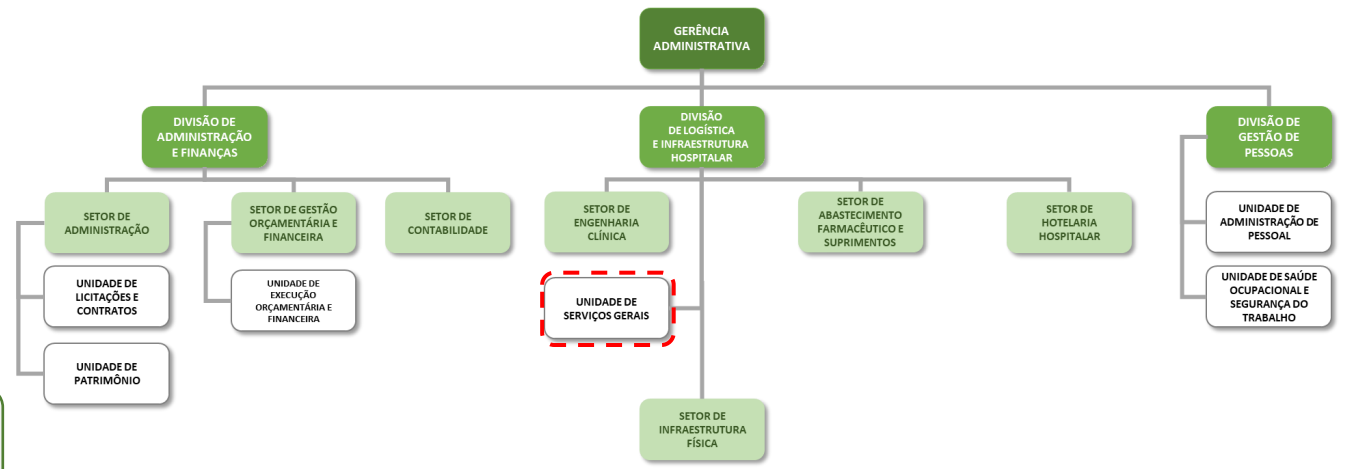 GERÊNCIA
ADMINISTRATIVA
DIVISÃO DE
ADMINISTRAÇÃO
E FINANÇAS
DIVISÃO
DE LOGÍSTICA
E INFRAESTRUTURA
HOSPITALAR
DIVISÃO DE
GESTÃO DE
PESSOAS
SETOR DE
ADMINISTRAÇÃO
SETOR DE GESTÃO
ORÇAMENTÁRIA E
FINANCEIRA
SETOR DE
CONTABILIDADE
SETOR DE
ENGENHARIA
CLÍNICA
SETOR DE
ABASTECIMENTO
FARMACÊUTICO E
SUPRIMENTOS
SETOR DE
HOTELARIA
HOSPITALAR
UNIDADE DE
ADMINISTRAÇÃO DE
PESSOAL
UNIDADE DE
LICITAÇÕES E
CONTRATOS
UNIDADE DE
EXECUÇÃO
ORÇAMENTÁRIA E
FINANCEIRA
UNIDADE DE
SERVIÇOS GERAIS
UNIDADE DE SAÚDE
OCUPACIONAL E
SEGURANÇA DO
TRABALHO
UNIDADE DE
PATRIMÔNIO
SETOR DE
INFRAESTRUTURA
FÍSICA